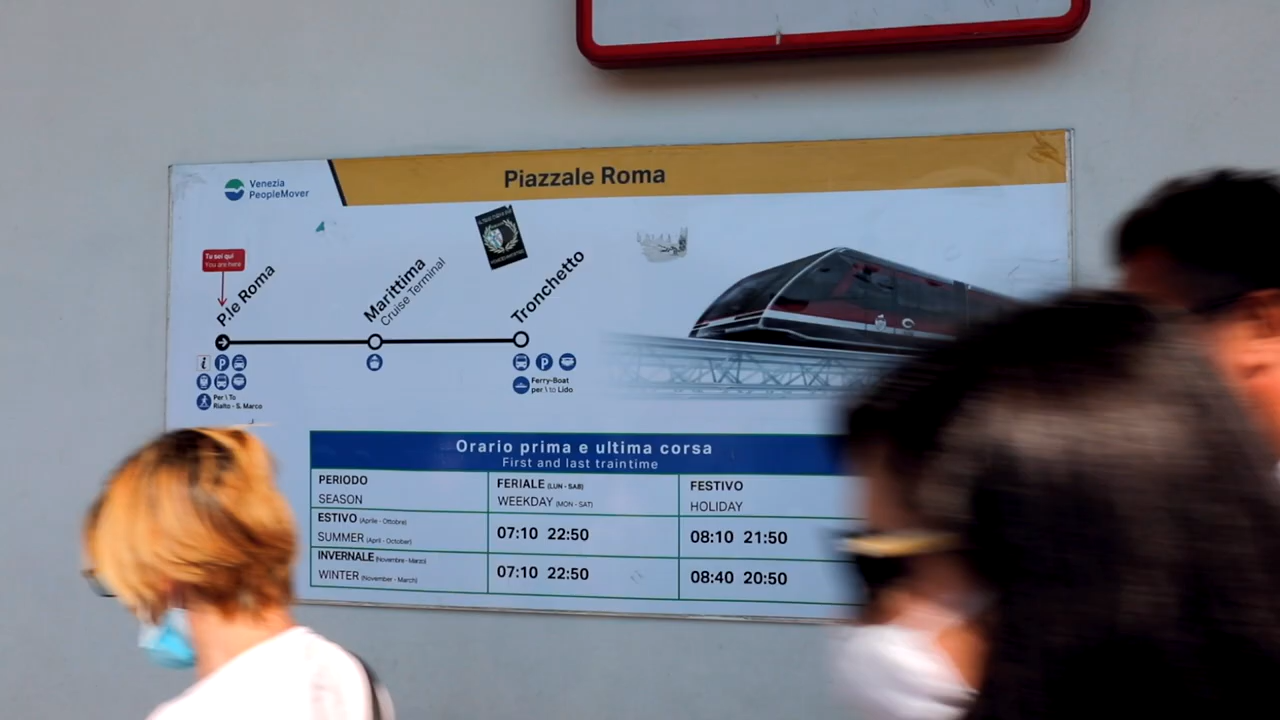 Venezia
PeopleMover
Piazzale Roma
Tu sei qui
You are here
P.le Roma
Marittima
Cruise Terminal
Tronchetto
i P
P
Per \ To
Rialto - S. Marco
Ferry-Boat
per \ to Lido
Orario prima e ultima corsa
First and last train time
PERIODO
SEASON
FERIALE (LUN - SAB)
WEEKDAY (MON - SAT)
FESTIVO
HOLIDAY
ESTIVO (Aprile - Ottobre)
SUMMER (April - October)
07:10 22:50
08:10 21:50
INVERNALE (Novembre - Marzo)
WINTER (November - March)
07:10 22:50
08:40 20:50